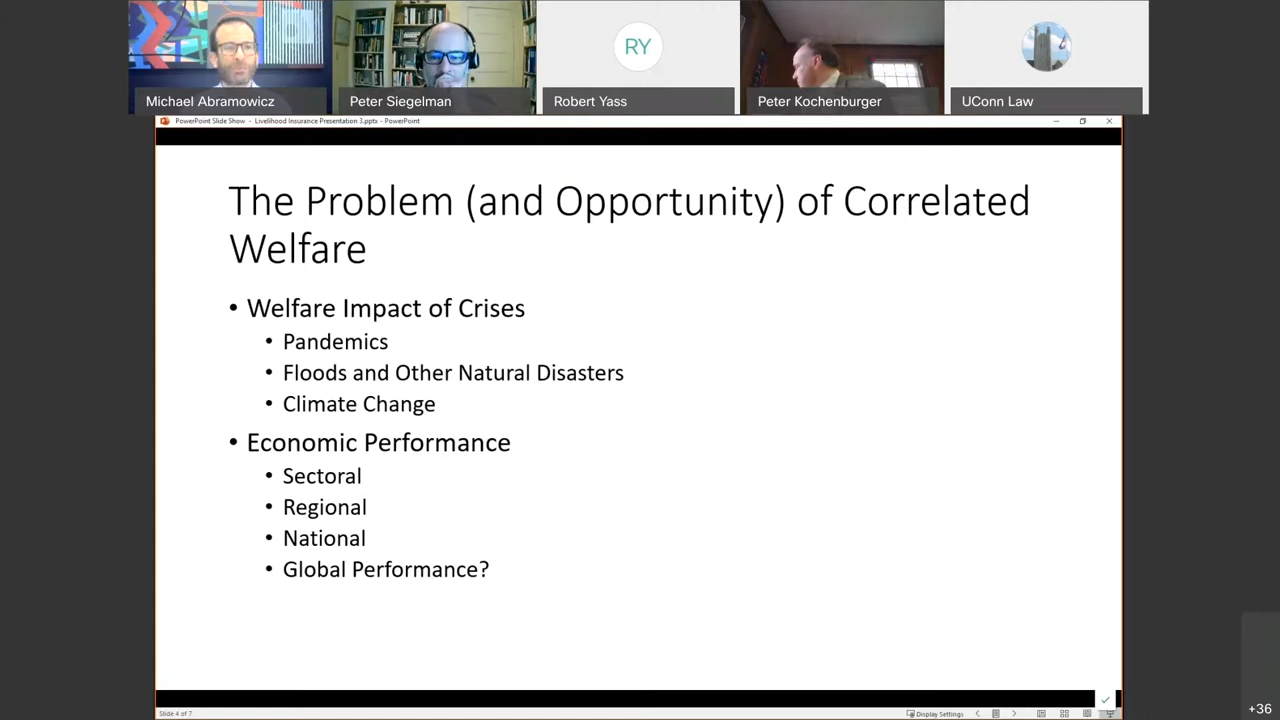 RY
Michael Abramowicz
Peter Siegelman
Robert Yass
Peter Kochenburger
UConn Law
PowerPoint Slide Show - Livelihood Insurance Presentation 3.pptx - PowerPoint
The Problem (and Opportunity) of Correlated
Welfare
• Welfare Impact of Crises
• Pandemics
• Floods and Other Natural Disasters
• Climate Change
• Economic Performance
• Sectoral
• Regional
• National
• Global Performance?
+36
Slide 4 of 7
Display Settings